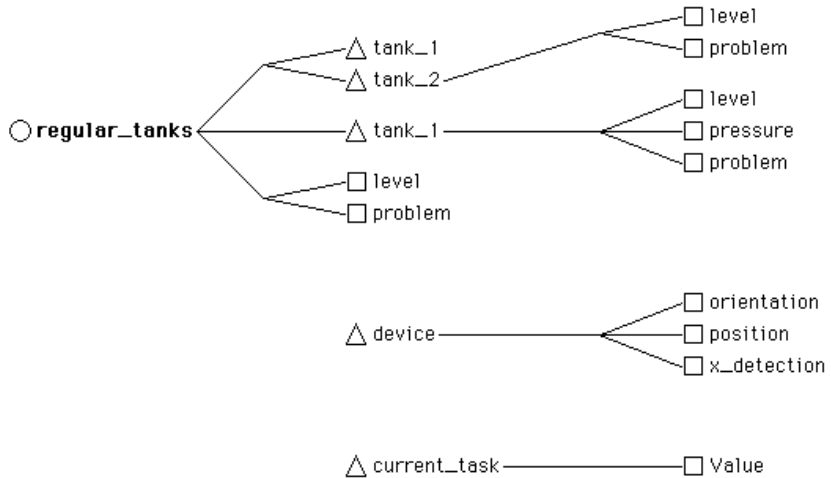 level
tank_1
problem
tank_2
level
regular_tanks
tank_1
pressure
problem
level
problem
orientation
device
position
x_detection
current_task
Value